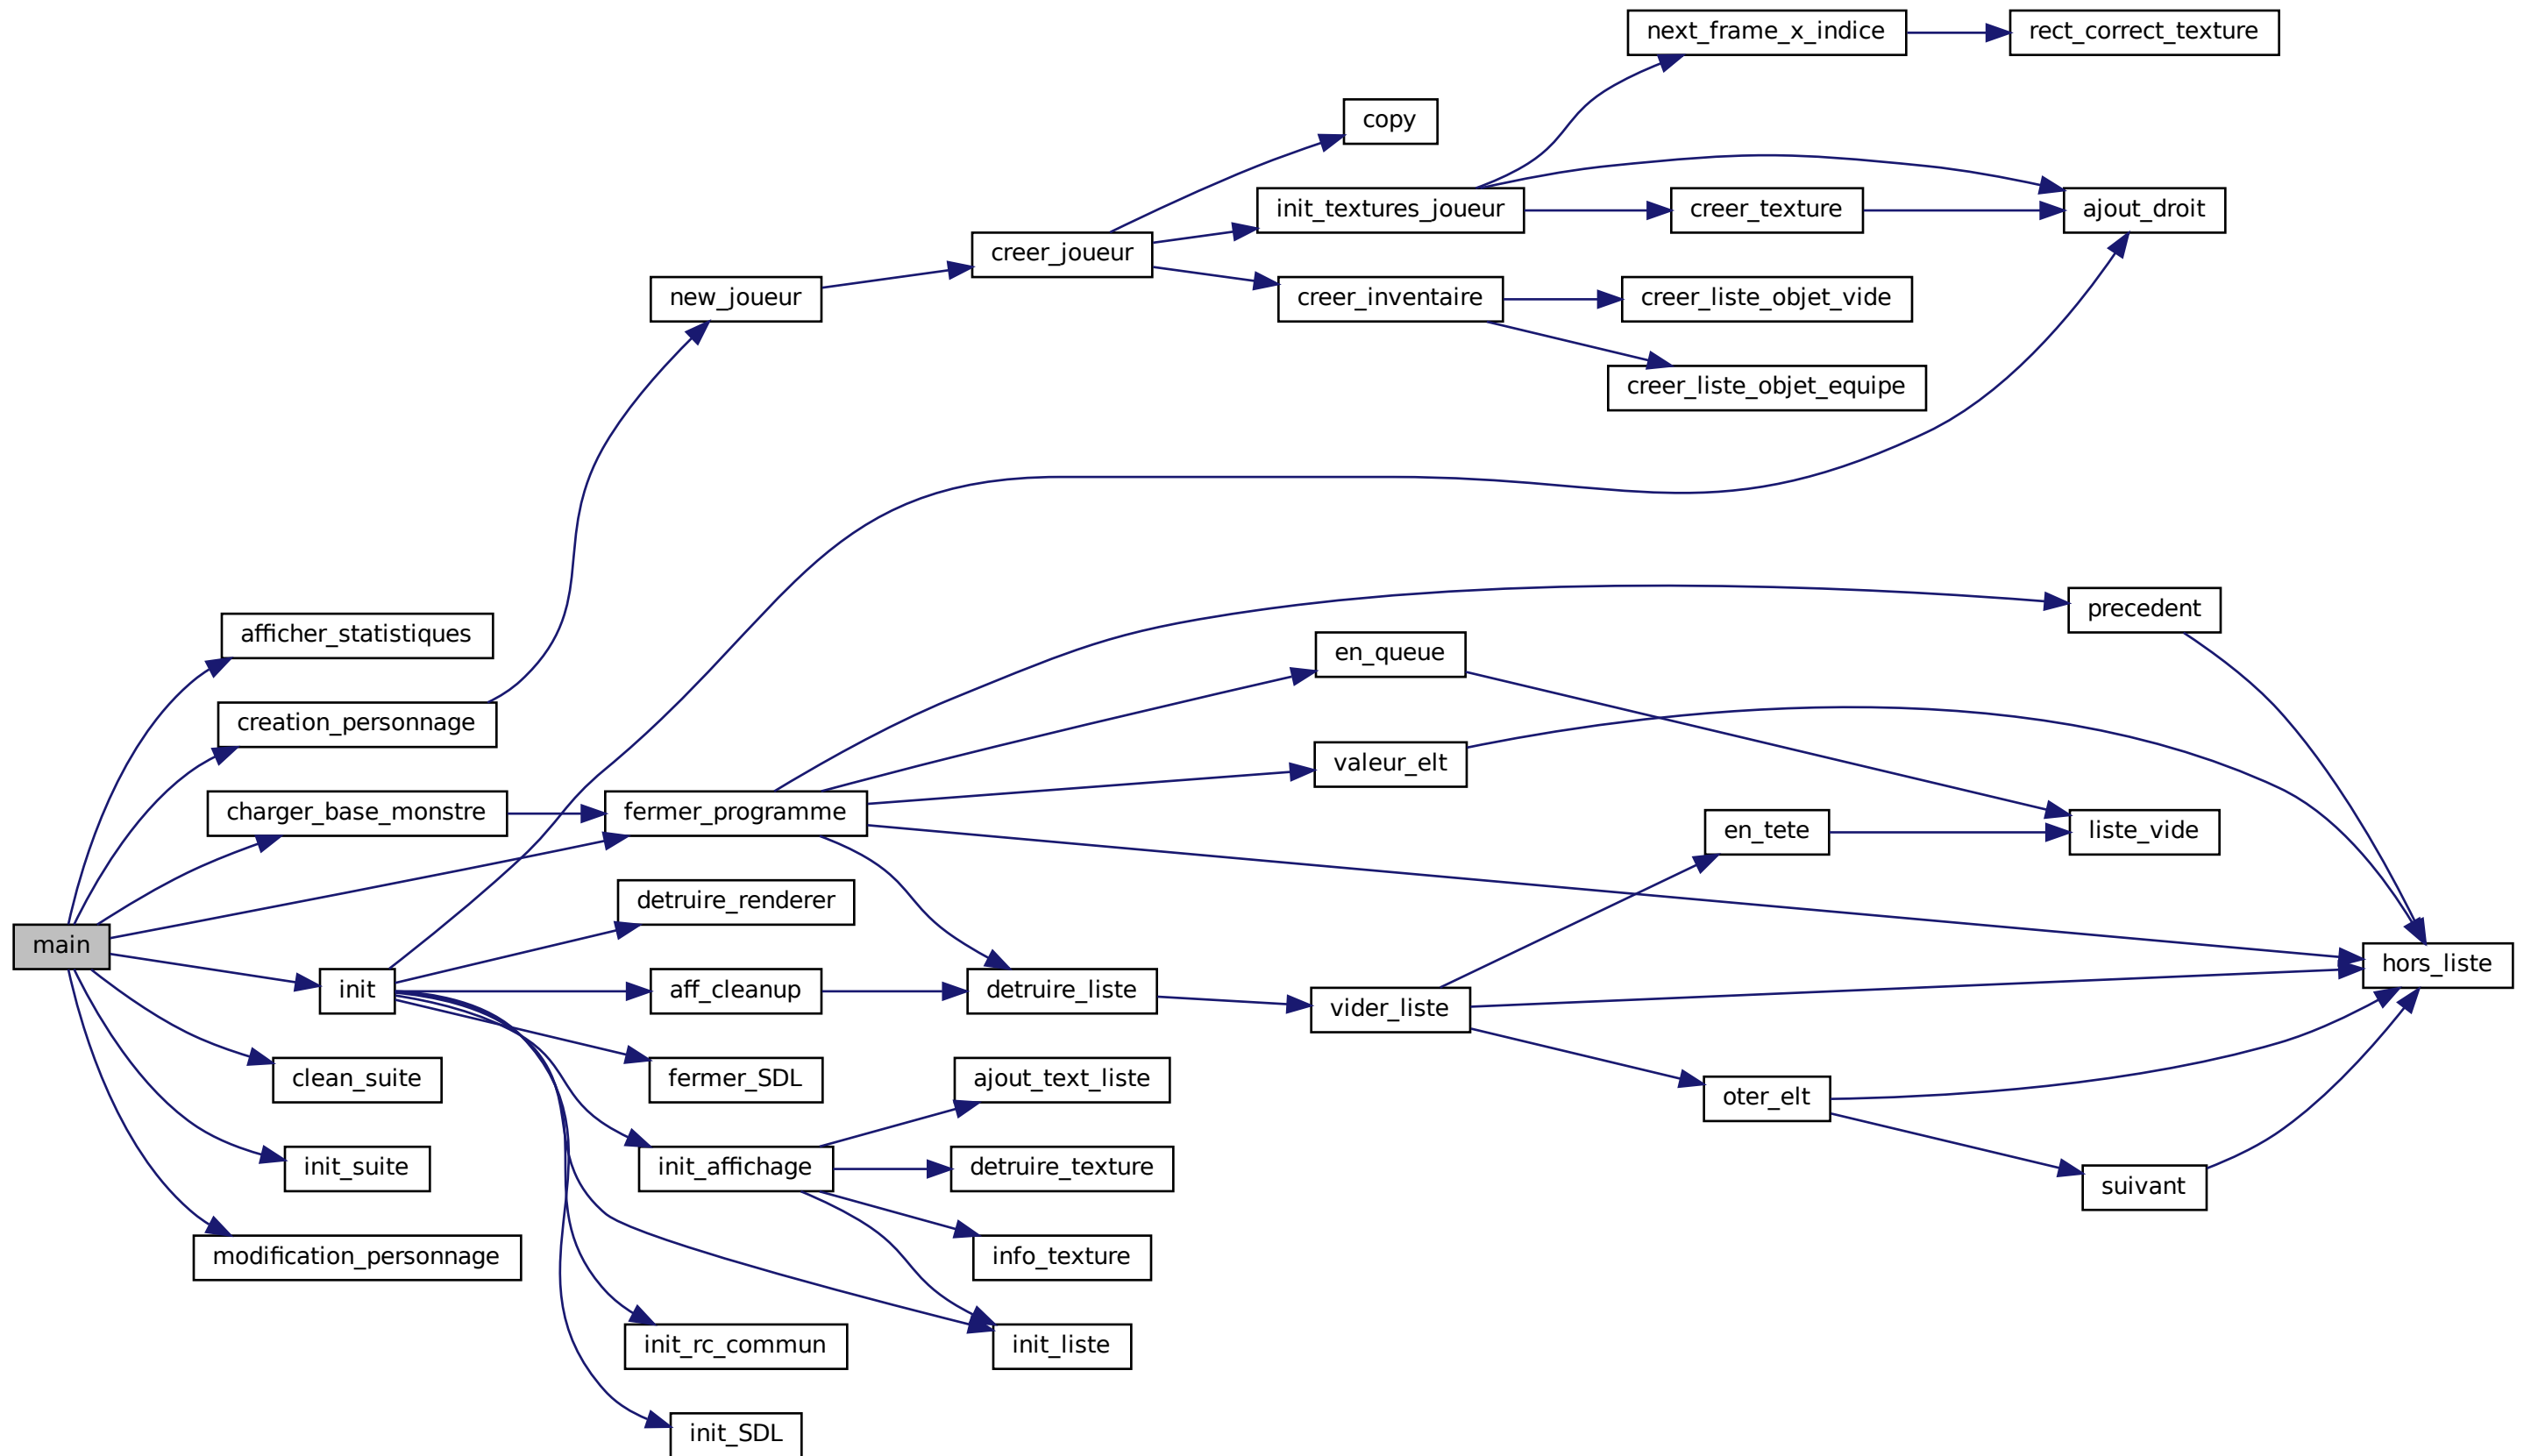 next_frame_x_indice
rect_correct_texture
copy
init_textures_joueur
creer_texture
ajout_droit
creer_joueur
new_joueur
creer_inventaire
creer_liste_objet_vide
creer_liste_objet_equipe
afficher_statistiques
precedent
en_queue
creation_personnage
valeur_elt
charger_base_monstre
fermer_programme
en_tete
liste_vide
detruire_renderer
main
hors_liste
init
aff_cleanup
detruire_liste
vider_liste
clean_suite
fermer_SDL
ajout_text_liste
oter_elt
init_suite
init_affichage
detruire_texture
suivant
modification_personnage
info_texture
init_rc_commun
init_liste
init_SDL